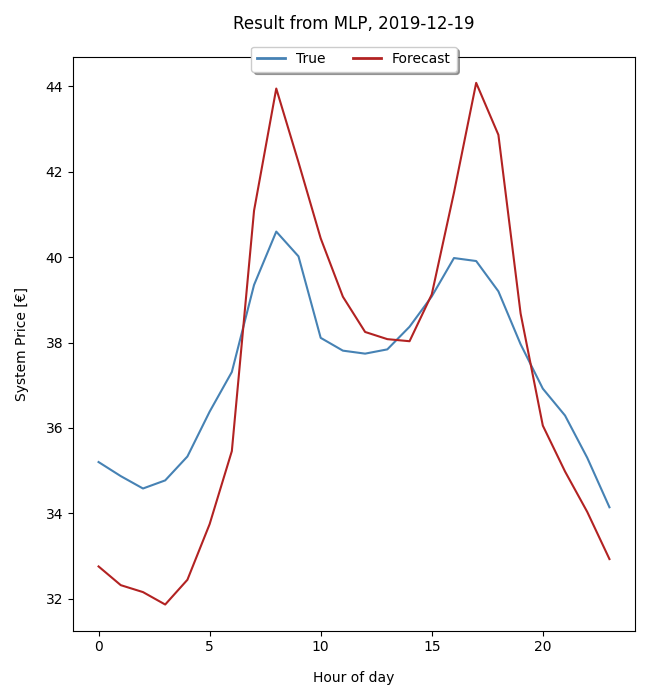 Result from MLP, 2019-12-19
True Forecast
44
42
40
38
36
34
32
System Price [€]
0 5 10 15 20
Hour of day